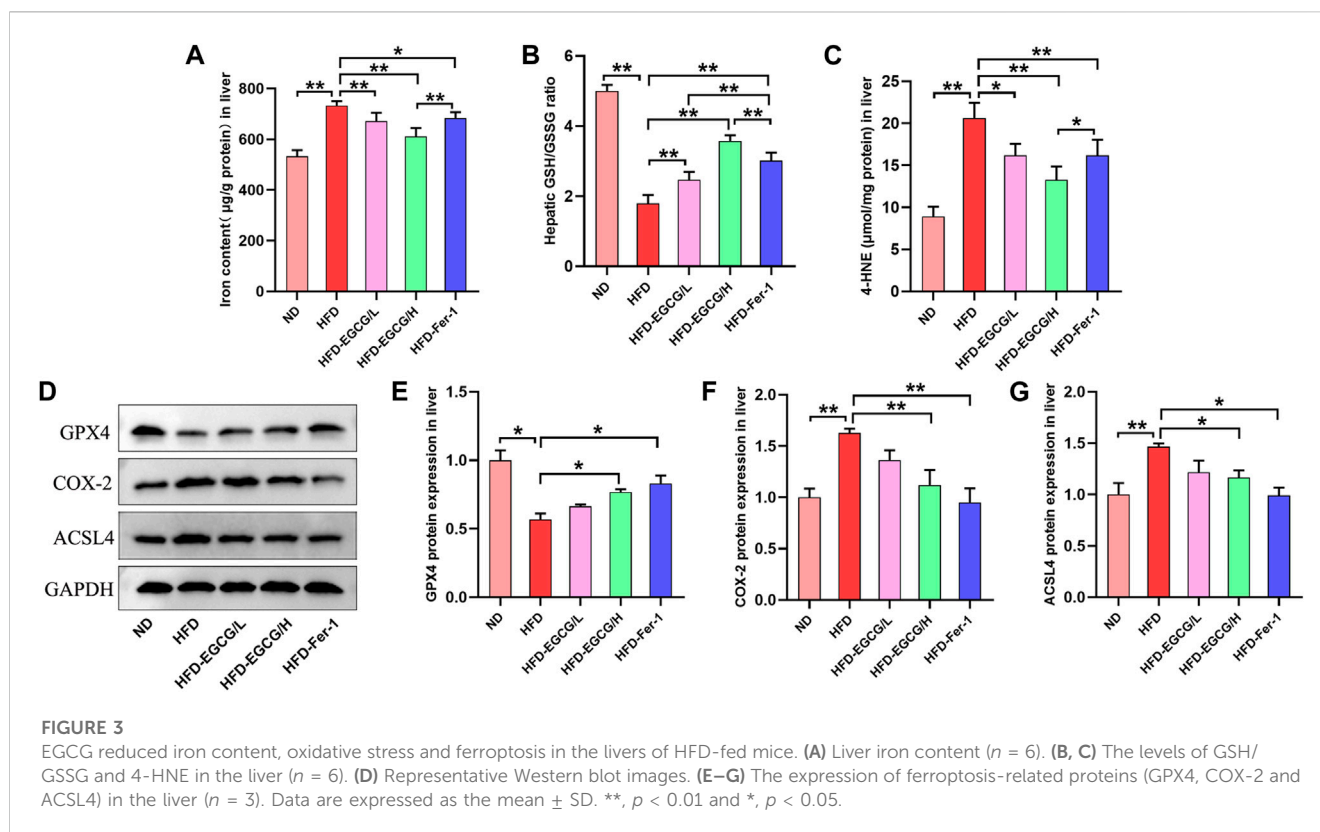 A
Iron content( μg/g protein) in liver
800
600
400
200
0
** ** ** * **
ND
HFD
HFD-EGCG/L
HFD-EGCG/H
HFD-Fer-1
B
Hepatic GSH/GSSG ratio
6
4
2
0
** ** ** ** ** **
ND
HFD
HFD-EGCG/L
HFD-EGCG/H
HFD-Fer-1
C
4-HNE (μmol/mg protein) in liver
25
20
15
10
5
0
** * ** ** *
ND
HFD
HFD-EGCG/L
HFD-EGCG/H
HFD-Fer-1
D
GPX4
COX-2
ACSL4
GAPDH
ND
HFD
HFD-EGCG/L
HFD-EGCG/H
HFD-Fer-1
E
GPX4 protein expression in liver
1.5
1.0
0.5
0.0
* * *
ND
HFD
HFD-EGCG/L
HFD-EGCG/H
HFD-Fer-1
F
COX-2 protein expression in liver
2.0
1.5
1.0
0.5
0.0
** ** **
ND
HFD
HFD-EGCG/L
HFD-EGCG/H
HFD-Fer-1
G
ACSL4 protein expression in liver
2.0
1.5
1.0
0.5
0.0
** * *
ND
HFD
HFD-EGCG/L
HFD-EGCG/H
HFD-Fer-1
FIGURE 3
EGCG reduced iron content, oxidative stress and ferroptosis in the livers of HFD-fed mice. (A) Liver iron content (n = 6). (B, C) The levels of GSH/
GSSG and 4-HNE in the liver (n = 6). (D) Representative Western blot images. (E–G) The expression of ferroptosis-related proteins (GPX4, COX-2 and
ACSL4) in the liver (n = 3). Data are expressed as the mean ± SD. **, p < 0.01 and *, p < 0.05.